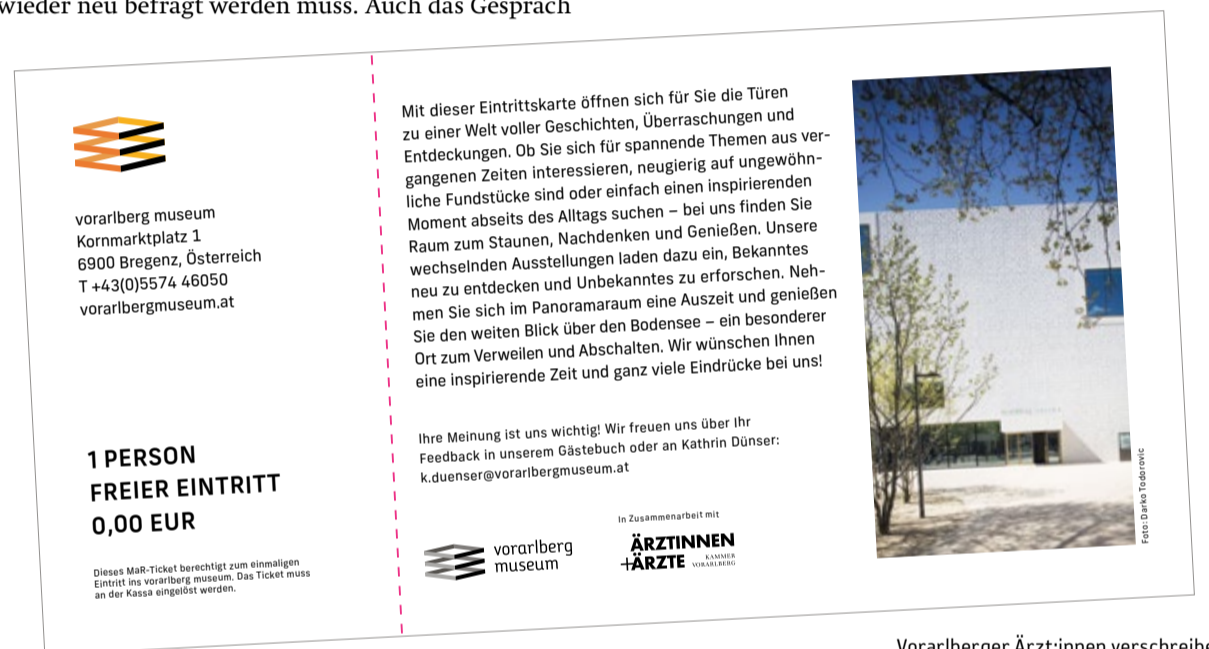 wieder neu befragt werden muss. Auch das Gespräch
vorarlberg museum
Kornmarktplatz 1
6900 Bregenz, Österreich
T +43(0)5574 46050
vorarlbergmuseum.at
1 PERSON
FREIER EINTRITT
0,00 EUR
Dieses MaR-Ticket berechtigt zum einmaligen
Eintritt ins vorarlberg museum. Das Ticket muss
an der Kassa eingelöst werden.
Mit dieser Eintrittskarte öffnen sich für Sie die Türen
zu einer Welt voller Geschichten, Überraschungen und
Entdeckungen. Ob Sie sich für spannende Themen aus ver-
gangenen Zeiten interessieren, neugierig auf ungewöhn-
liche Fundstücke sind oder einfach einen inspirierenden
Moment abseits des Alltags suchen – bei uns finden Sie
Raum zum Staunen, Nachdenken und Genießen. Unsere
wechselnden Ausstellungen laden dazu ein, Bekanntes
neu zu entdecken und Unbekanntes zu erforschen. Neh-
men Sie sich im Panoramaraum eine Auszeit und genießen
Sie den weiten Blick über den Bodensee – ein besonderer
Ort zum Verweilen und Abschalten. Wir wünschen Ihnen
eine inspirierende Zeit und ganz viele Eindrücke bei uns!
Ihre Meinung ist uns wichtig! Wir freuen uns über Ihr
Feedback in unserem Gästebuch oder an Kathrin Dünser:
k.duenser@vorarlbergmuseum.at
vorarlberg
museum
In Zusammenarbeit mit
ÄRZTINNEN
+ÄRZTE
KAMMER
VORARLBERG
Foto: Darko Todorovic
Vorarlberger Ärzt:innen verschreibe